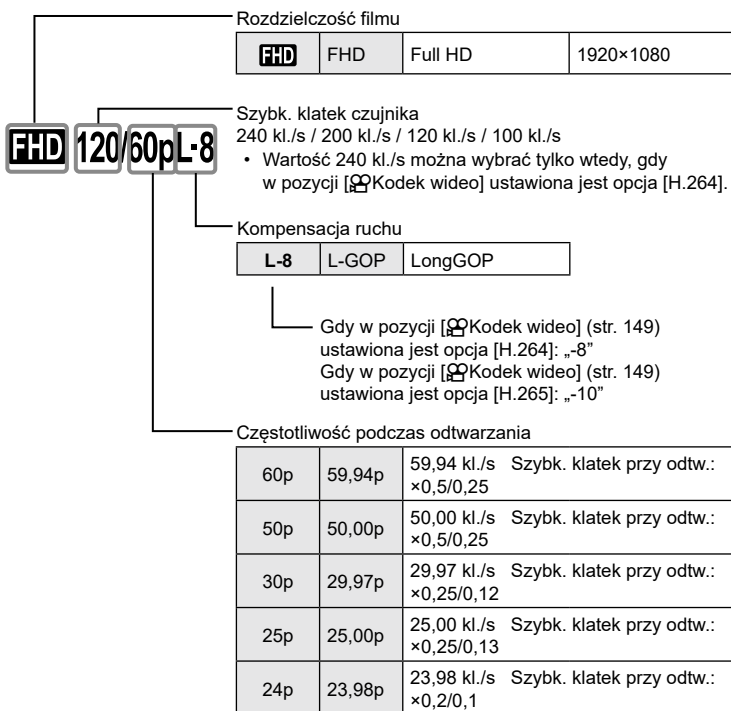 Rozdzielczość filmu
FHD FHD Full HD 1920×1080
FHD 120/60pL-8
Szybk. klatek czujnika
240 kl./s / 200 kl./s / 120 kl./s / 100 kl./s
• Wartość 240 kl./s można wybrać tylko wtedy, gdy
w pozycji [Kodek wideo] ustawiona jest opcja [H.264].
Kompensacja ruchu
L-8 L-GOP LongGOP
Gdy w pozycji [Kodek wideo] (str. 149)
ustawiona jest opcja [H.264]: „-8”
Gdy w pozycji [Kodek wideo] (str. 149)
ustawiona jest opcja [H.265]: „-10”
Częstotliwość podczas odtwarzania
60p 59,94p 59,94 kl./s Szybk. klatek przy odtw.:
×0,5/0,25
50p 50,00p 50,00 kl./s Szybk. klatek przy odtw.:
×0,5/0,25
30p 29,97p 29,97 kl./s Szybk. klatek przy odtw.:
×0,25/0,12
25p 25,00p 25,00 kl./s Szybk. klatek przy odtw.:
×0,25/0,13
24p 23,98p 23,98 kl./s Szybk. klatek przy odtw.:
×0,2/0,1